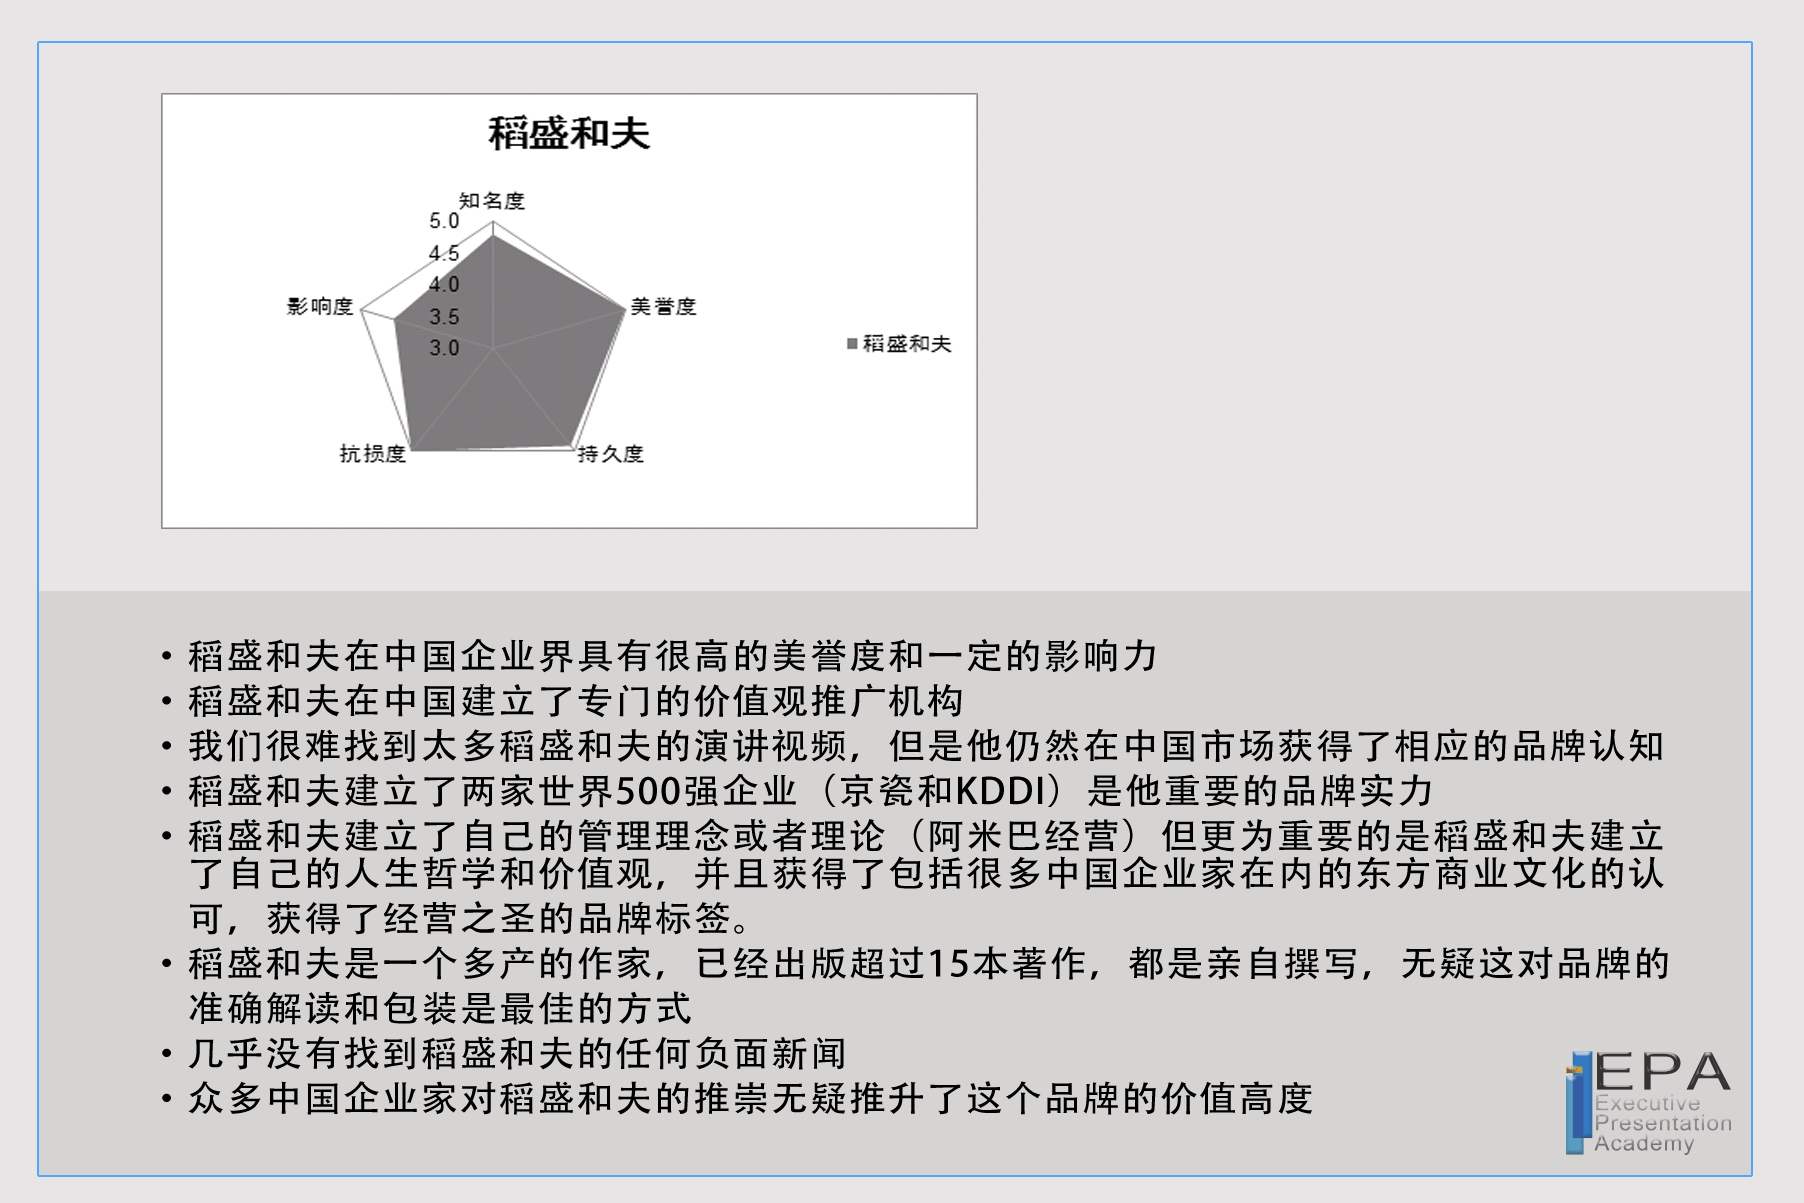 稻盛和夫
知名度
5.0
4.5
4.0
影响度
美誉度
3.5
稻盛和夫
3.0
抗损度
持久度
• 稻盛和夫在中国企业界具有很高的美誉度和一定的影响力
• 稻盛和夫在中国建立了专门的价值观推广机构
• 我们很难找到太多稻盛和夫的演讲视频，但是他仍然在中国市场获得了相应的品牌认知
• 稻盛和夫建立了两家世界500强企业（京瓷和KDDI）是他重要的品牌实力
• 稻盛和夫建立了自己的管理理念或者理论（阿米巴经营）但更为重要的是稻盛和夫建立
了自己的人生哲学和价值观，并且获得了包括很多中国企业家在内的东方商业文化的认
可，获得了经营之圣的品牌标签。
• 稻盛和夫是一个多产的作家，已经出版超过15本著作，都是亲自撰写，无疑这对品牌的
准确解读和包装是最佳的方式
• 几乎没有找到稻盛和夫的任何负面新闻
• 众多中国企业家对稻盛和夫的推崇无疑推升了这个品牌的价值高度
EPA
Executive
Presentation
Academy